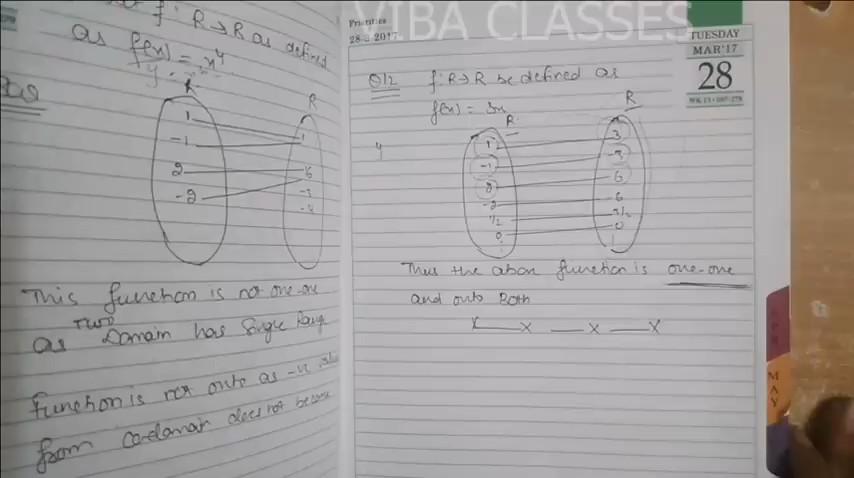 VIBA CLASSES
f: R→R as defined
as f(x) = x⁴
R
R
1
-1
2
-2
1
16
-3
-4
This function is not one-one
Two
as Domain has Single Range
function is not onto as -ve
from Co-domain does not become
Priorities
28-3-2017
TUESDAY
MAR'17
28
Q12 f: R→R be defined as
f(x) = 3x
R
R
1
-1
2
-2
1/2
0
3
-3
6
-6
3/2
0
Thus the above function is one-one
and onto Both
X X X X
MAY